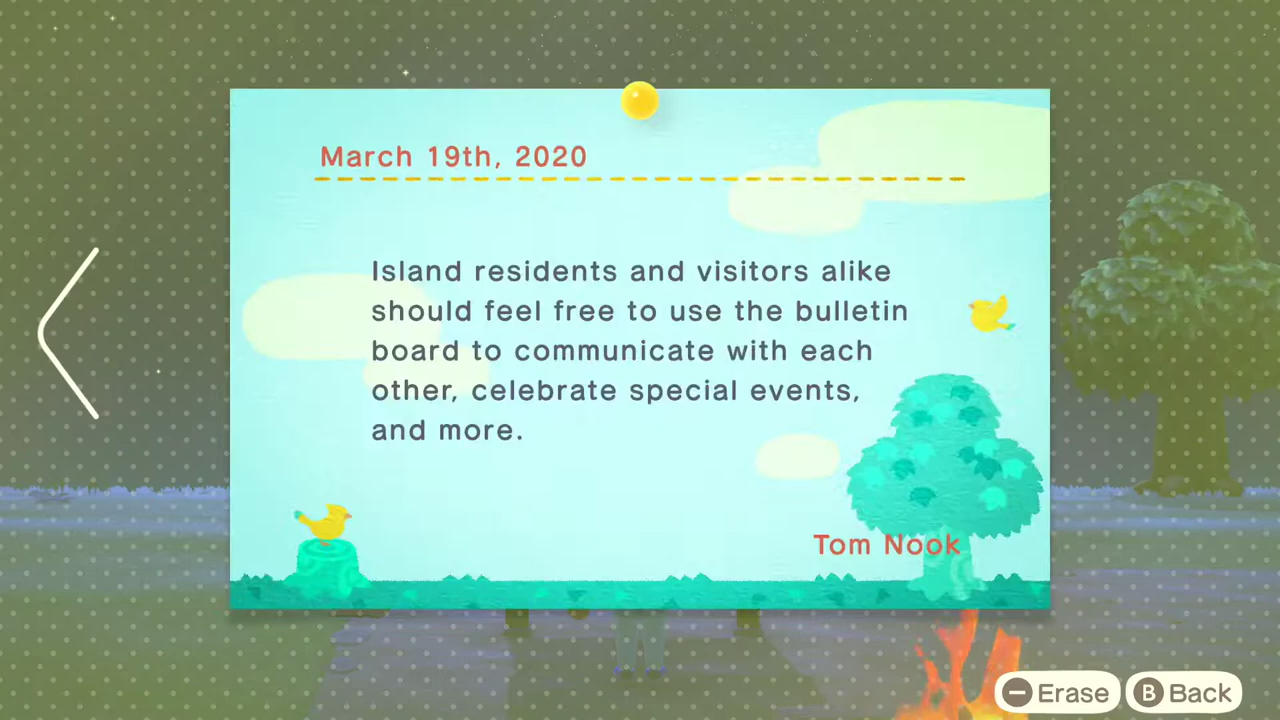 March 19th, 2020
Island residents and visitors alike
should feel free to use the bulletin
board to communicate with each
other, celebrate special events,
and more.
Tom Nook
Erase B Back